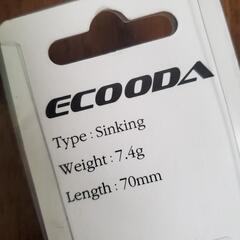 ECOODA
Type : Sinking
Weight : 7.4g
Length : 70mm